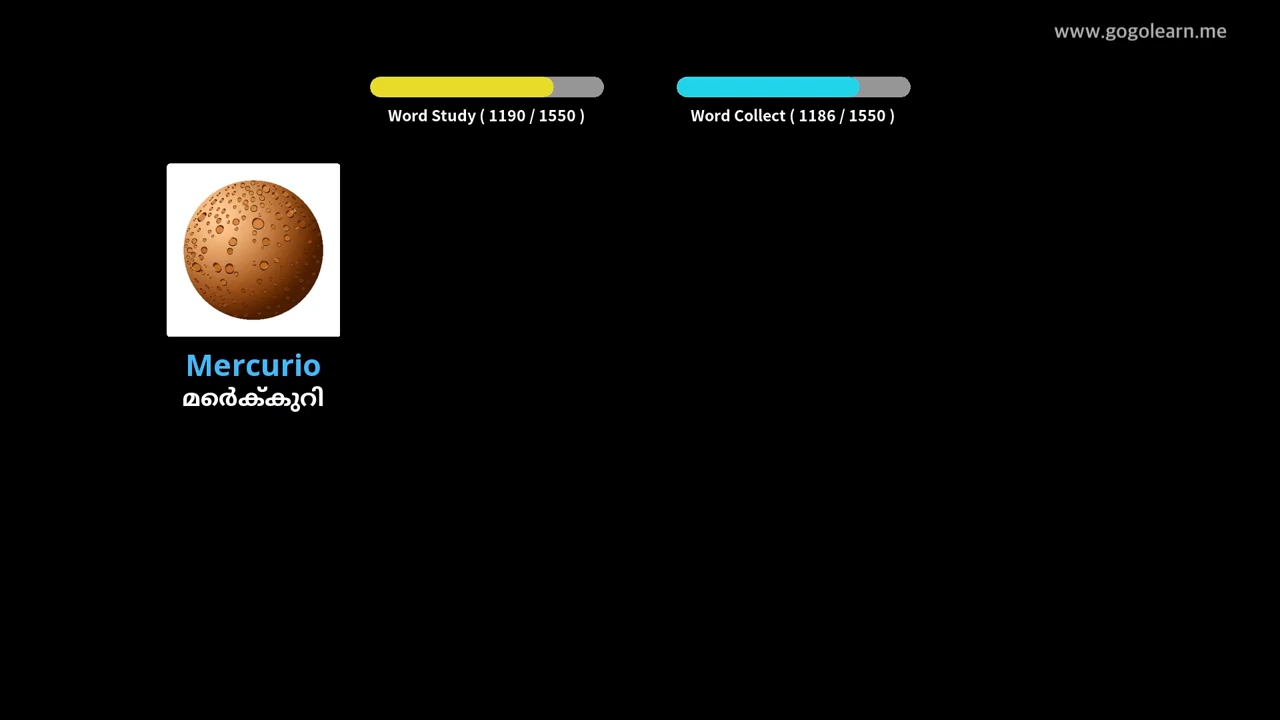 www.gogolearn.me
Word Study ( 1190 / 1550 )
Word Collect ( 1186 / 1550 )
Mercurio
മെർക്കുറി